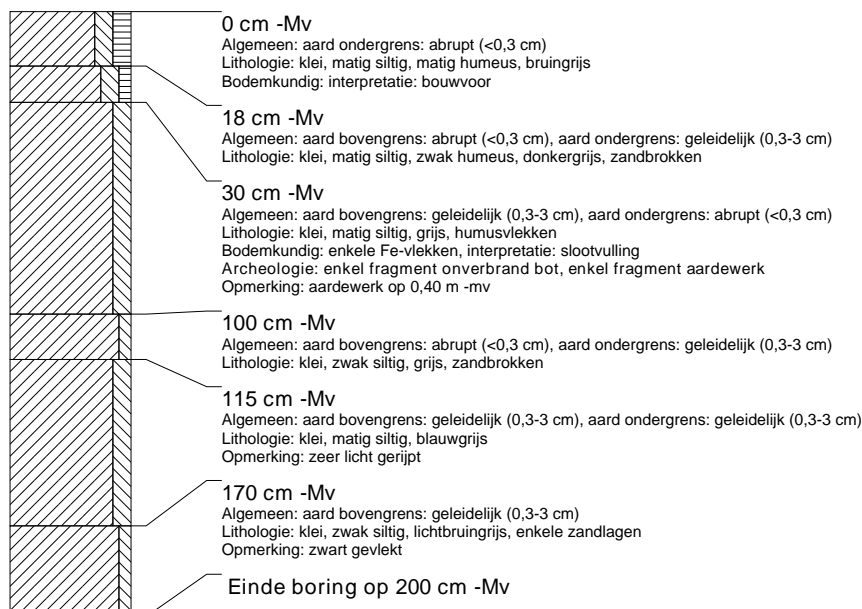 0 cm -Mv
Algemeen: aard ondergrens: abrupt (<0,3 cm)
Lithologie: klei, matig siltig, matig humeus, bruingrijs
Bodemkundig: interpretatie: bouwvoor
18 cm -Mv
Algemeen: aard bovengrens: abrupt (<0,3 cm), aard ondergrens: geleidelijk (0,3-3 cm)
Lithologie: klei, matig siltig, zwak humeus, donkergrijs, zandbrokken
30 cm -Mv
Algemeen: aard bovengrens: geleidelijk (0,3-3 cm), aard ondergrens: abrupt (<0,3 cm)
Lithologie: klei, matig siltig, grijs, humusvlekken
Bodemkundig: enkele Fe-vlekken, interpretatie: slootvulling
Archeologie: enkel fragment onverbrand bot, enkel fragment aardewerk
Opmerking: aardewerk op 0,40 m -mv
100 cm -Mv
Algemeen: aard bovengrens: abrupt (<0,3 cm), aard ondergrens: geleidelijk (0,3-3 cm)
Lithologie: klei, zwak siltig, grijs, zandbrokken
115 cm -Mv
Algemeen: aard bovengrens: geleidelijk (0,3-3 cm), aard ondergrens: geleidelijk (0,3-3 cm)
Lithologie: klei, matig siltig, blauwgrijs
Opmerking: zeer licht gerijpt
170 cm -Mv
Algemeen: aard bovengrens: geleidelijk (0,3-3 cm)
Lithologie: klei, zwak siltig, lichtbruingrijs, enkele zandlagen
Opmerking: zwart gevlekt
Einde boring op 200 cm -Mv